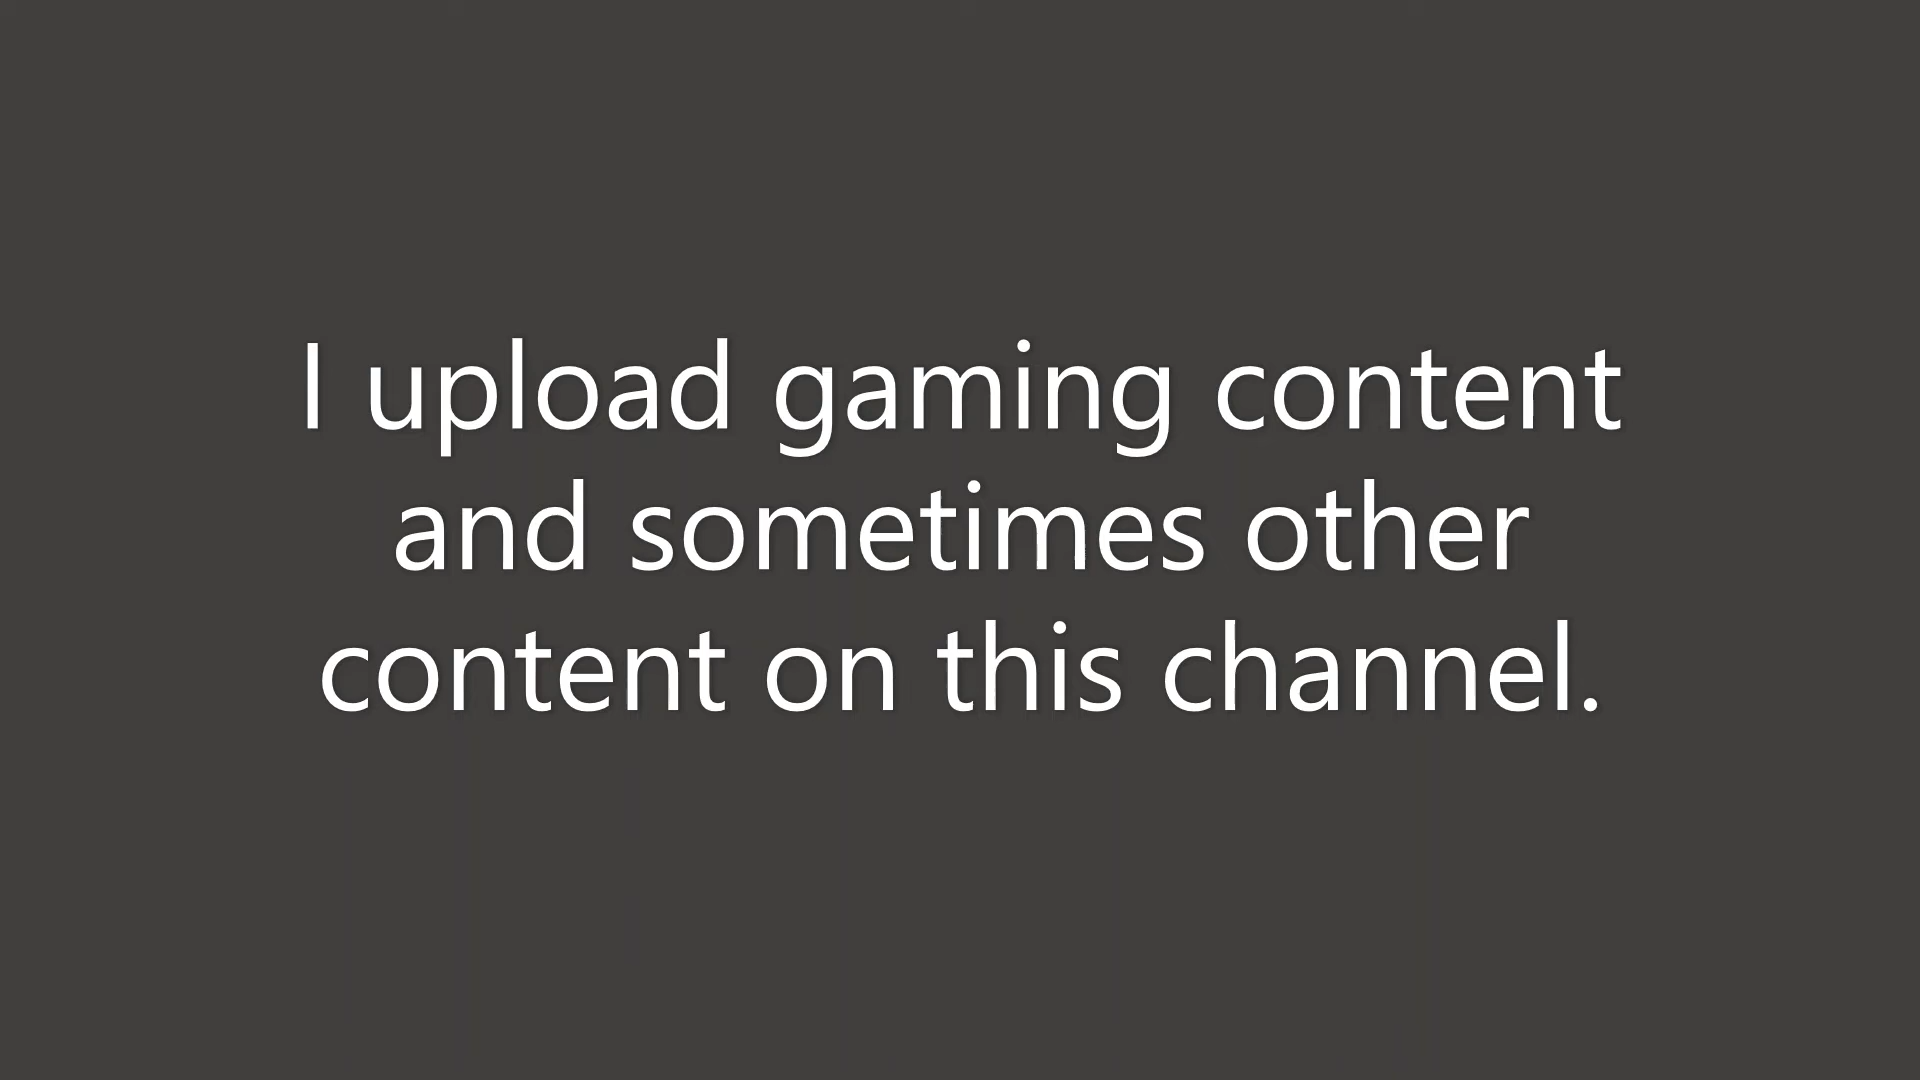 I upload gaming content
and sometimes other
content on this channel.